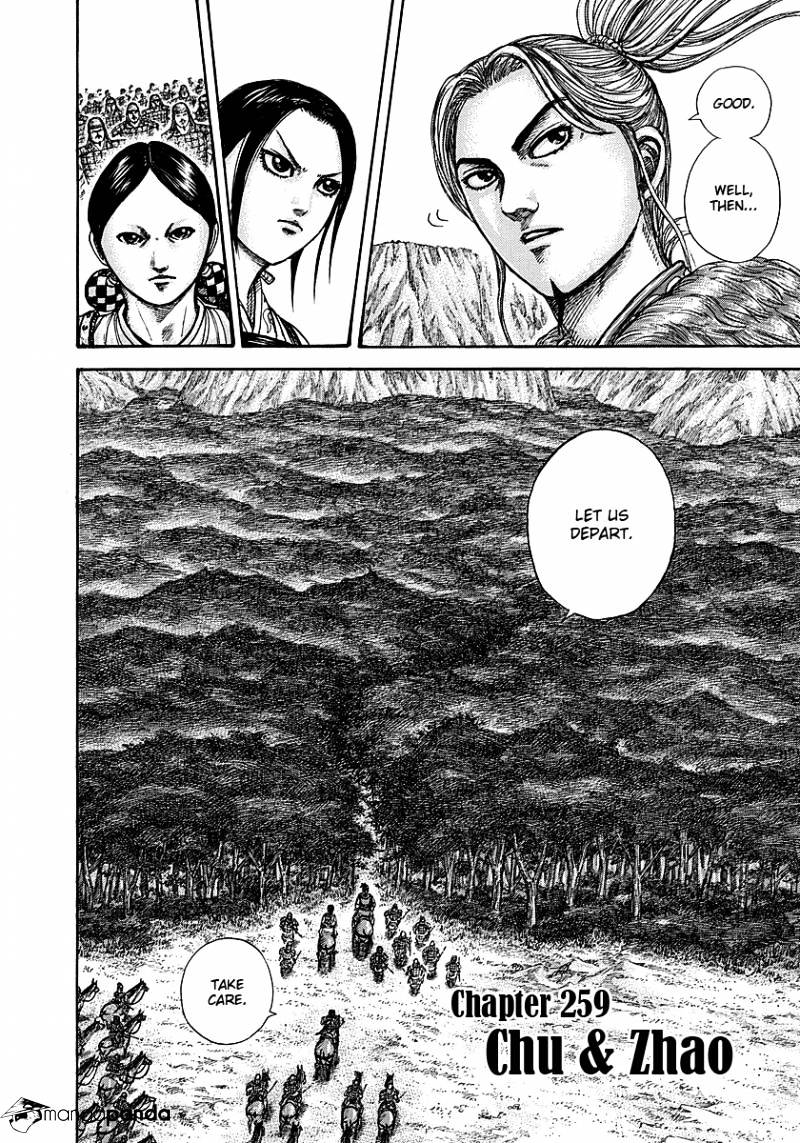 GOOD.
WELL,
THEN...
LET US
DEPART.
TAKE
CARE.
Chapter 259
Chu & Zhao
mangapanda